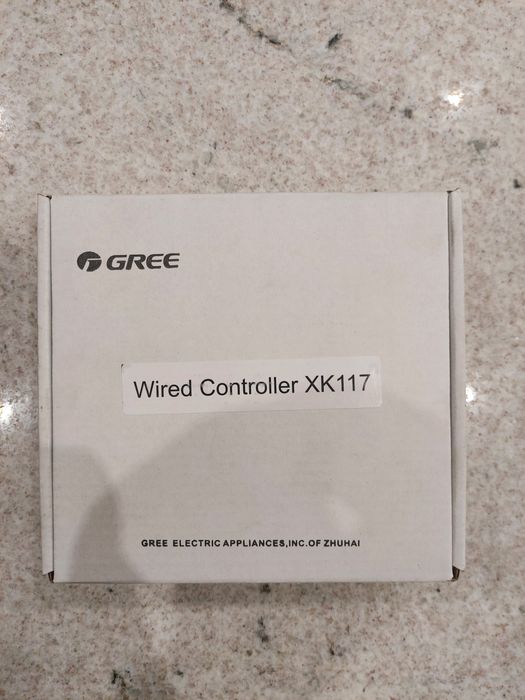 GREE
Wired Controller XK117
GREE ELECTRIC APPLIANCES,INC.OF ZHUHAI